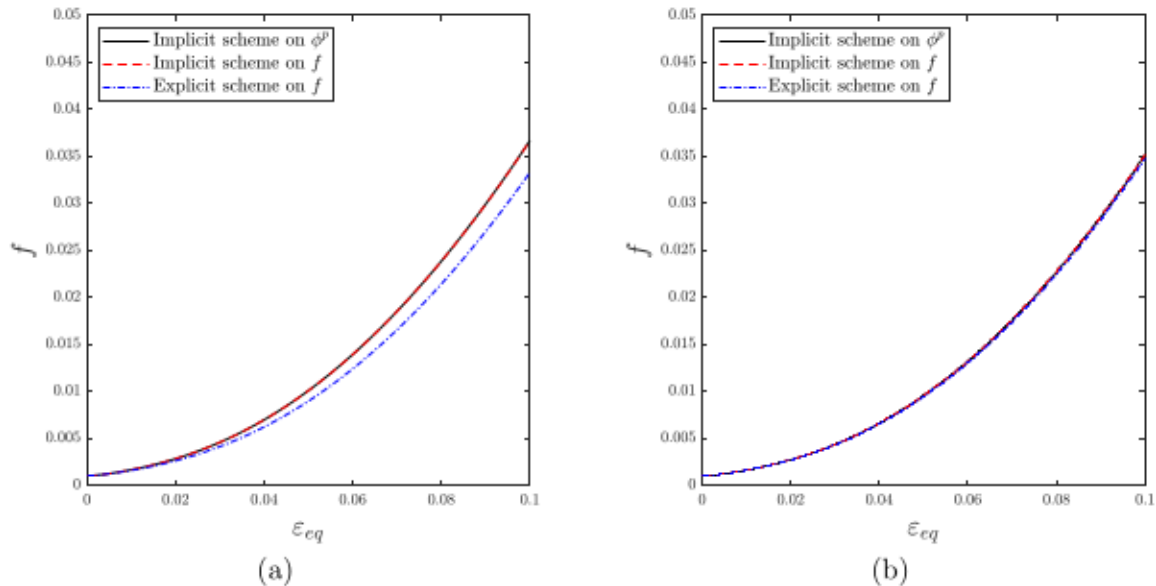 0.05
0.045
0.04
0.035
0.03
0.025
0.02
0.015
0.01
0.005
0
f
Implicit scheme on ϕᵖ
Implicit scheme on f
Explicit scheme on f
0 0.02 0.04 0.06 0.08 0.1
εeq
(a)
0.05
0.045
0.04
0.035
0.03
0.025
0.02
0.015
0.01
0.005
0
f
Implicit scheme on ϕᵖ
Implicit scheme on f
Explicit scheme on f
0 0.02 0.04 0.06 0.08 0.1
εeq
(b)